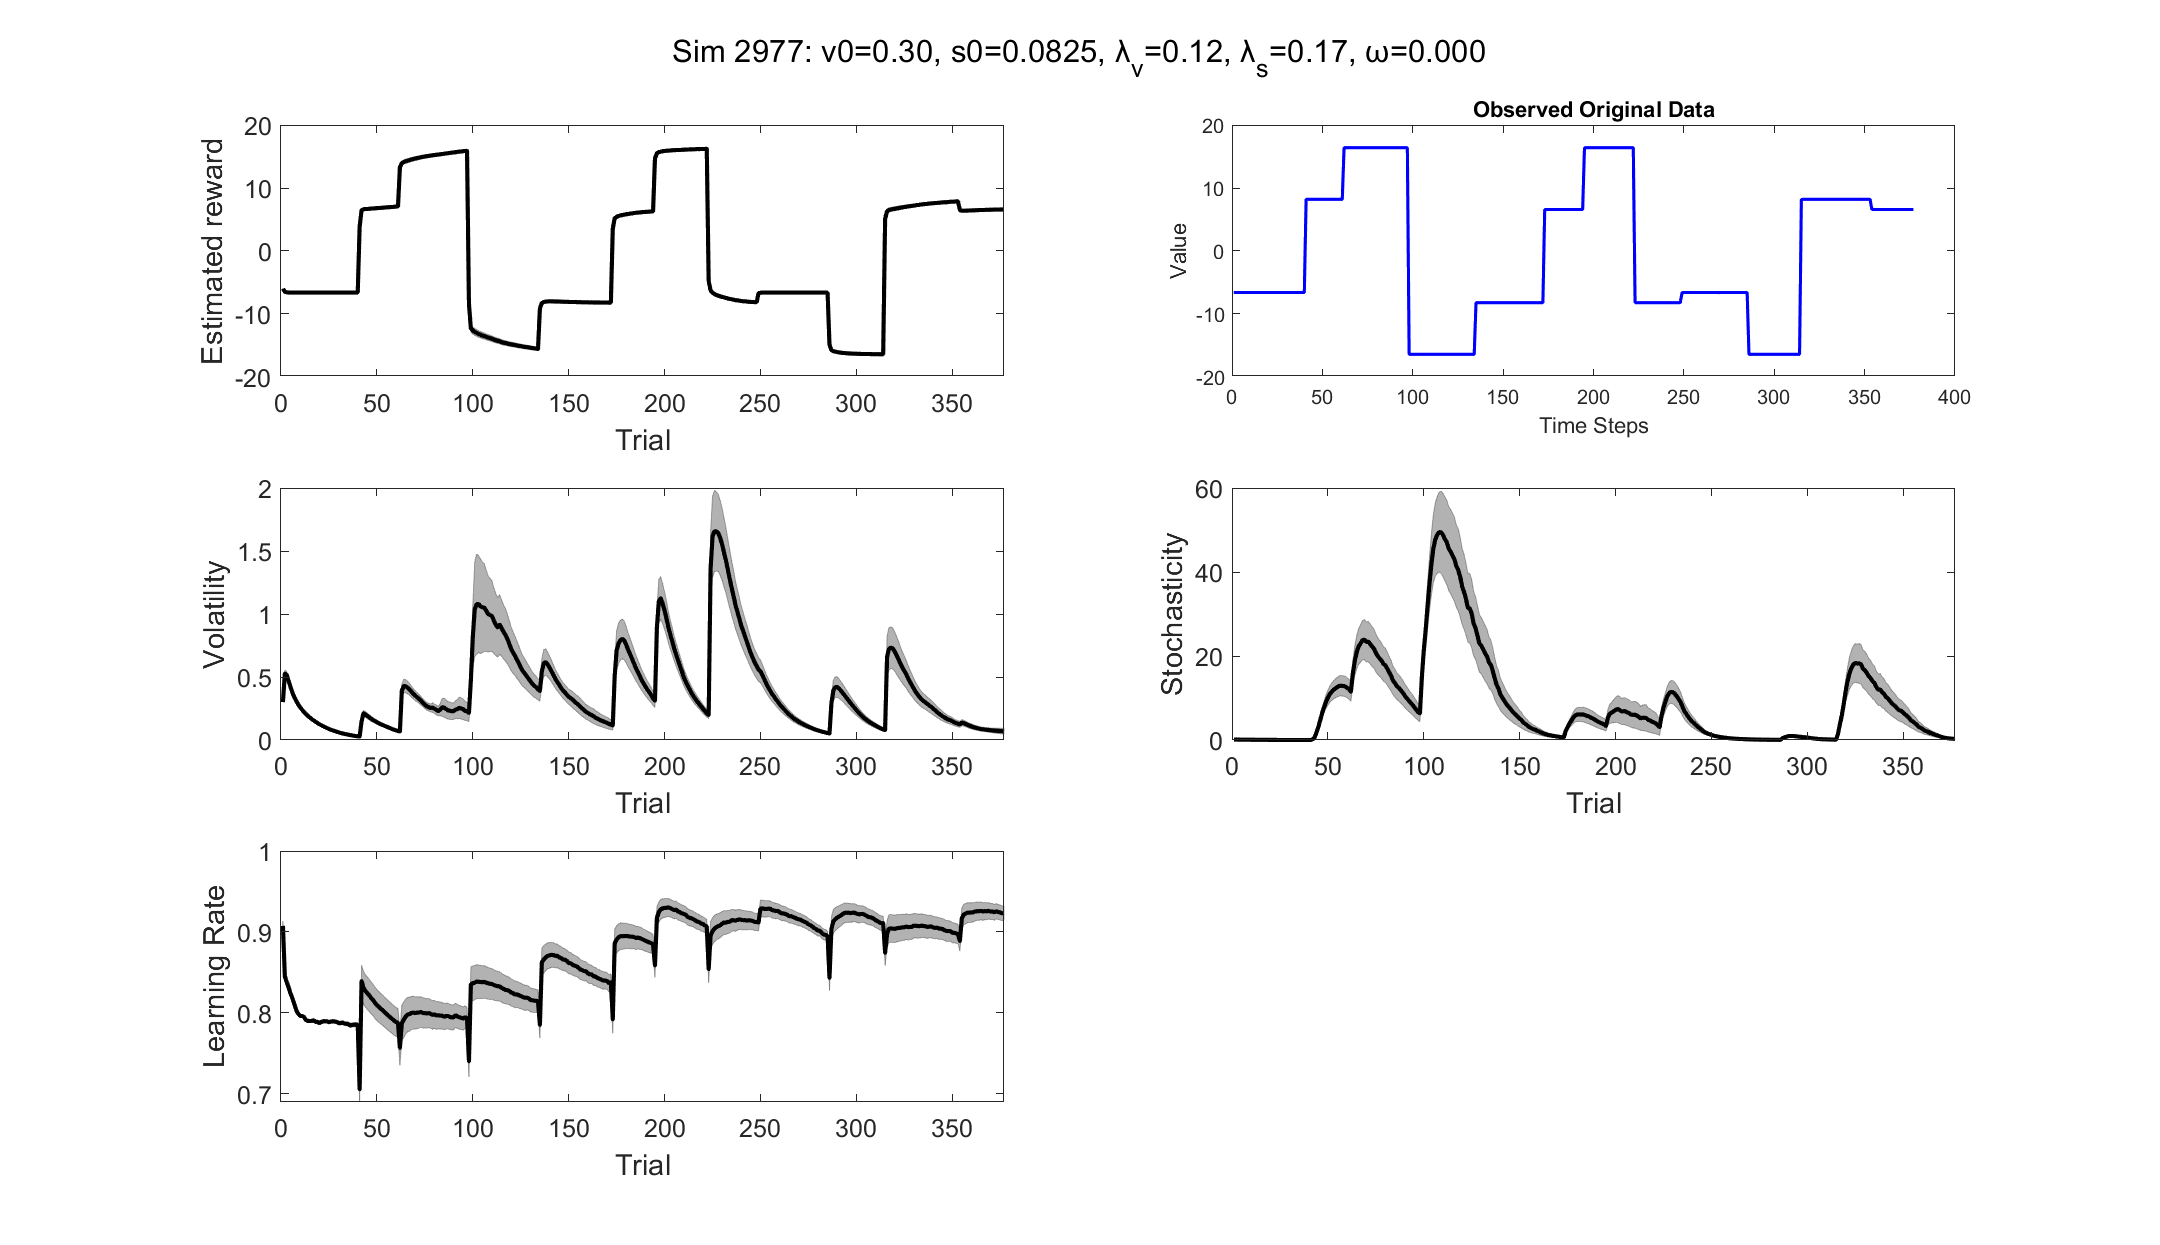 Sim 2977: v0=0.30, s0=0.0825, λv=0.12, λs=0.17, ω=0.000
Estimated reward
20
10
0
-10
-20
0 50 100 150 200 250 300 350
Trial
Observed Original Data
Value
20
10
0
-10
-20
0 50 100 150 200 250 300 350 400
Time Steps
Volatility
2
1.5
1
0.5
0
0 50 100 150 200 250 300 350
Trial
Stochasticity
60
40
20
0
0 50 100 150 200 250 300 350
Trial
Learning Rate
1
0.9
0.8
0.7
0 50 100 150 200 250 300 350
Trial